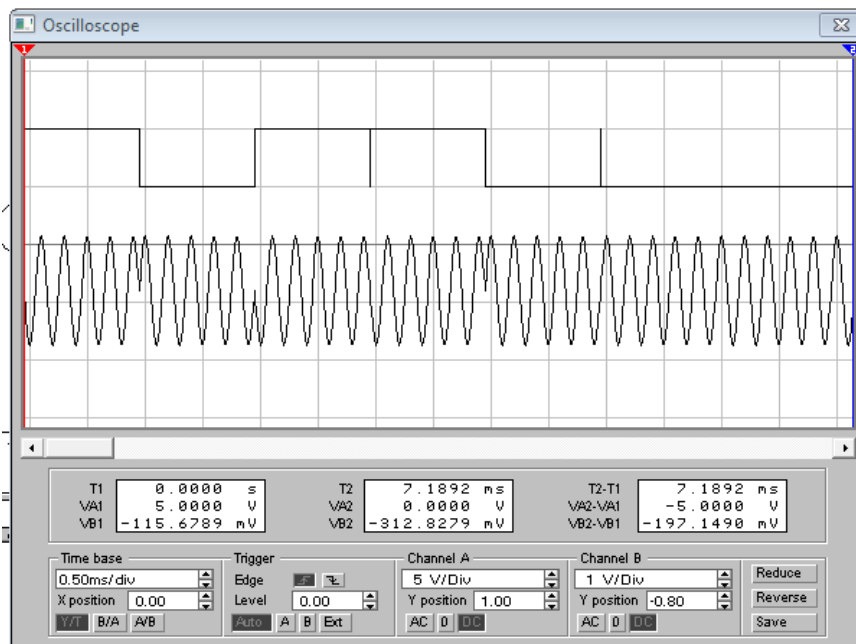 Oscilloscope
1 2
T1 0.0000 s T2 7.1892 ms T2-T1 7.1892 ms
VA1 5.0000 V VA2 0.0000 V VA2-VA1 -5.0000 V
VB1 -115.6789 mV VB2 -312.8279 mV VB2-VB1 -197.1490 mV
Time base Trigger Channel A Channel B
0.50ms/div Edge 5 V/Div 1 V/Div Reduce
X position 0.00 Level 0.00 Y position 1.00 Y position -0.80 Reverse
Y/T B/A A/B Auto A B Ext AC 0 DC AC 0 DC Save